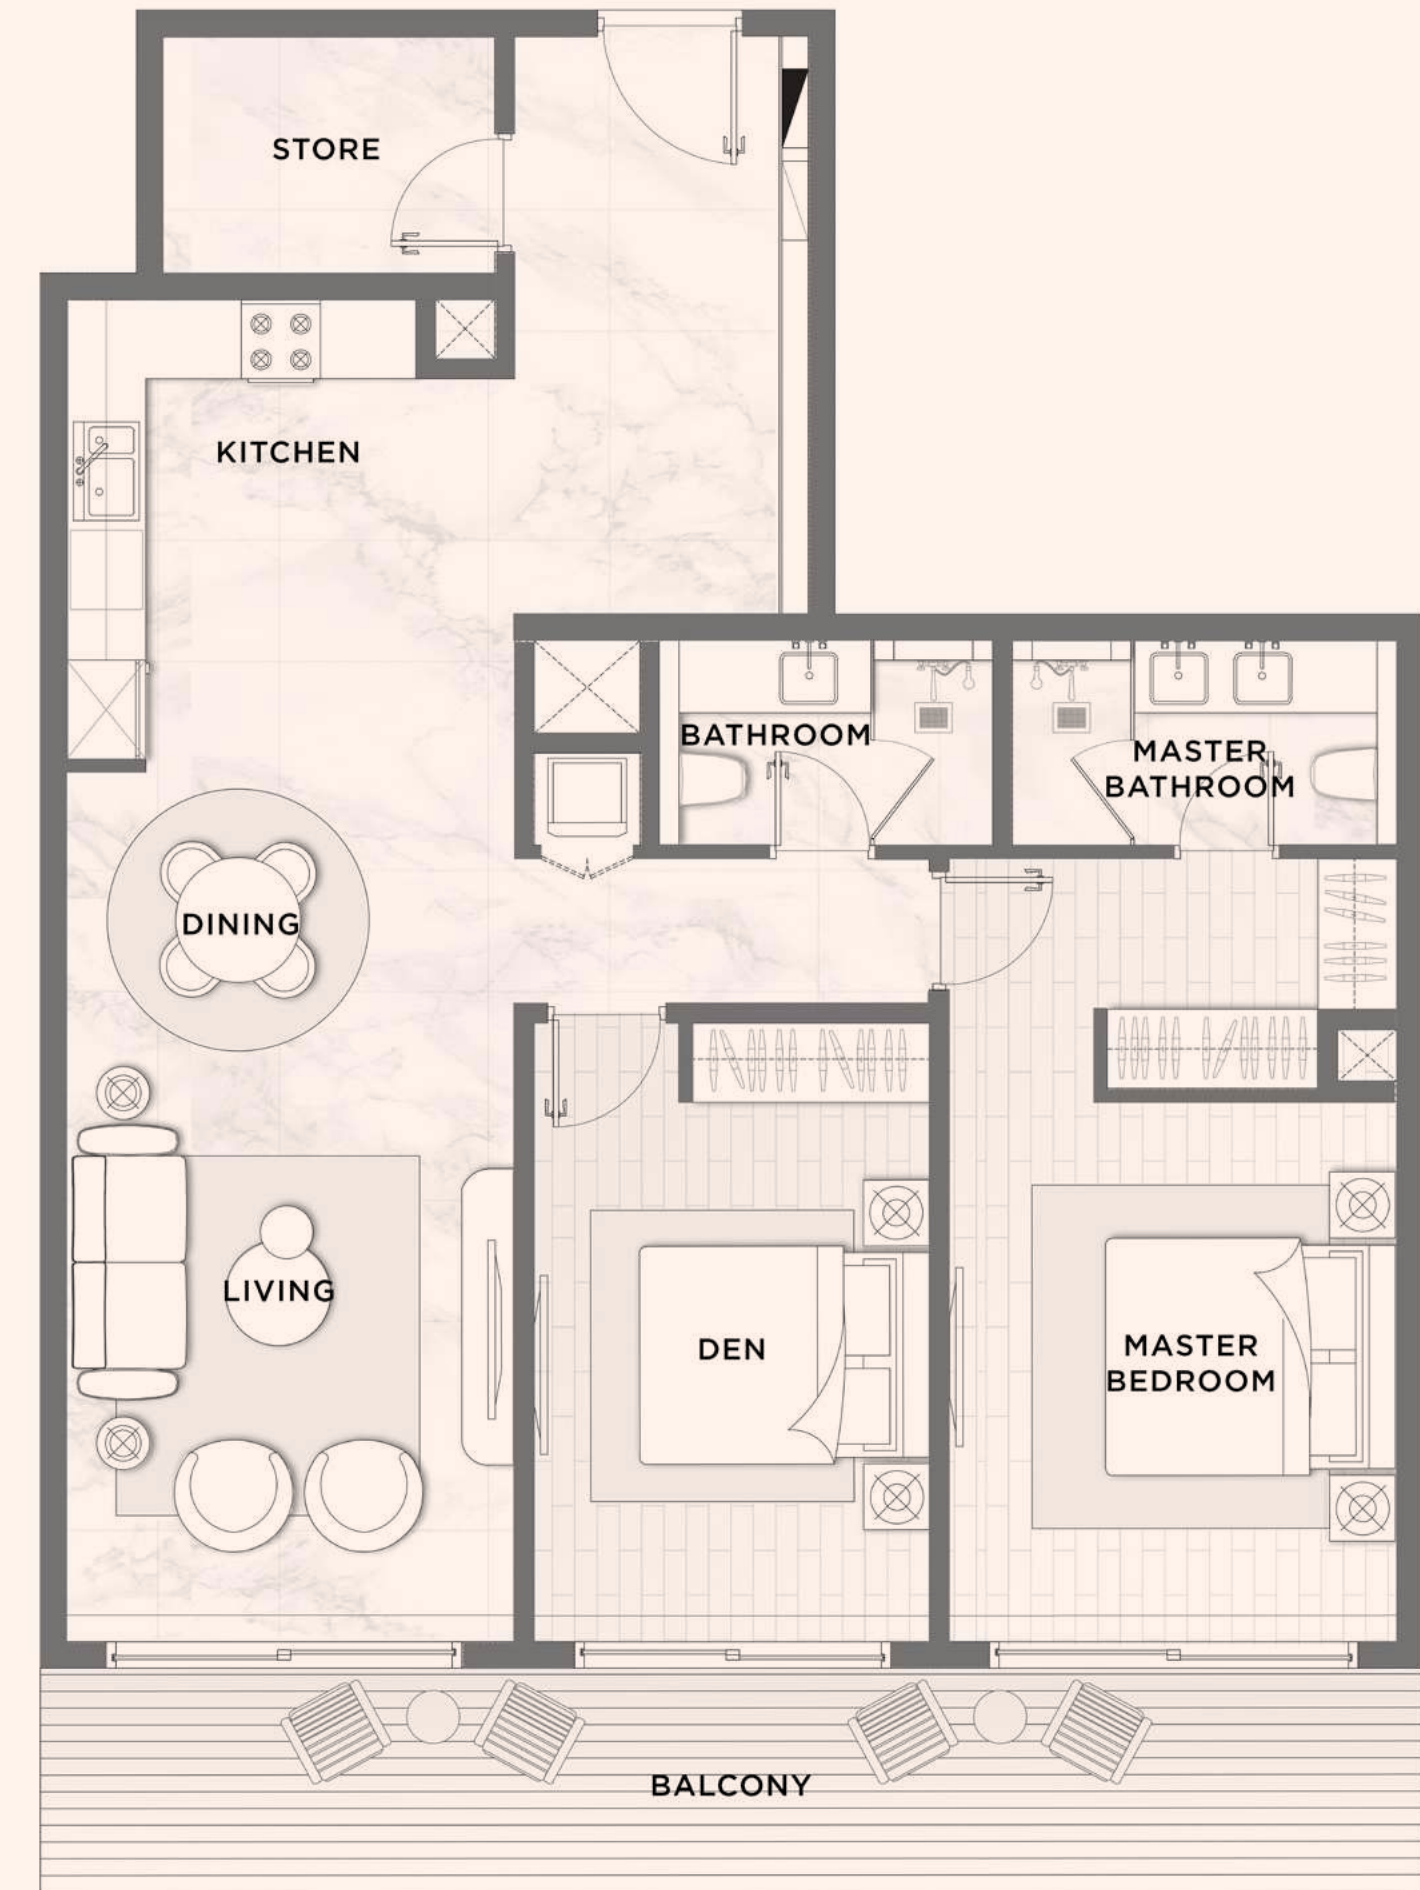 STORE
KITCHEN
BATHROOM
MASTER
BATHROOM
DINING
LIVING
DEN
MASTER
BEDROOM
BALCONY